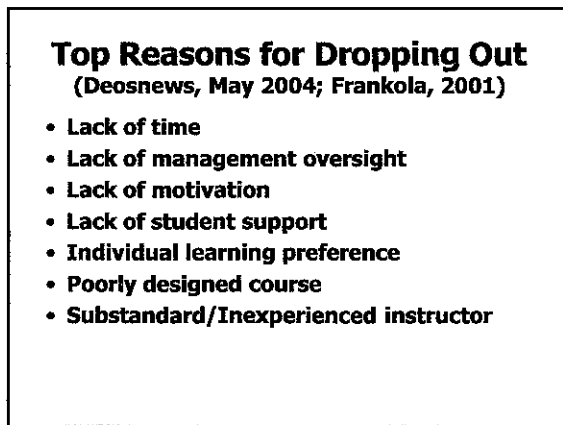 Top Reasons for Dropping Out
(Deosnews, May 2004; Frankola, 2001)
• Lack of time
• Lack of management oversight
• Lack of motivation
• Lack of student support
• Individual learning preference
• Poorly designed course
• Substandard/Inexperienced instructor